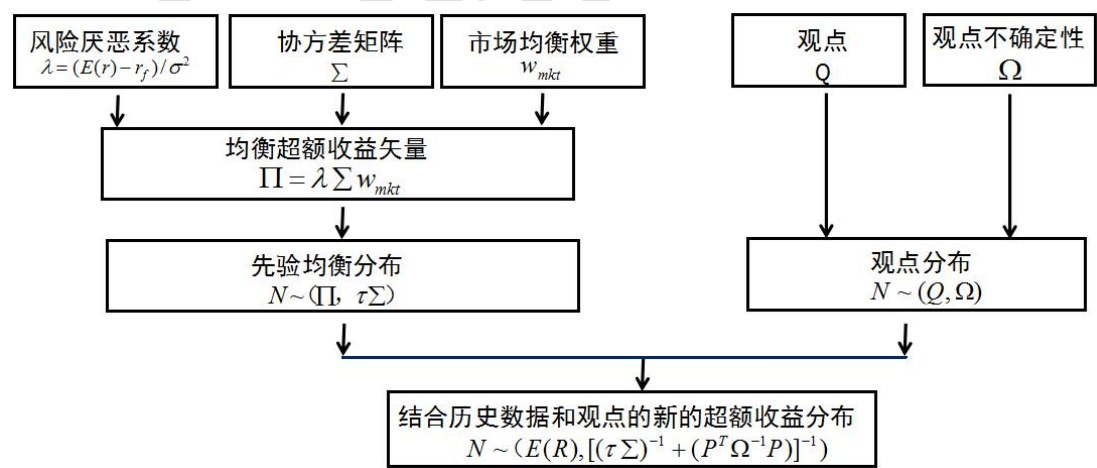 风险厌恶系数
λ=(E(r)−r_f)/σ²
协方差矩阵
∑
市场均衡权重
w_mkt
观点
Q
观点不确定性
Ω
均衡超额收益矢量
∏=λ∑w_mkt
先验均衡分布
N~(∏, τ∑)
观点分布
N~(Q,Ω)
结合历史数据和观点的新的超额收益分布
N~(E(R),[(τ∑)⁻¹+(PᵀΩ⁻¹P)]⁻¹)